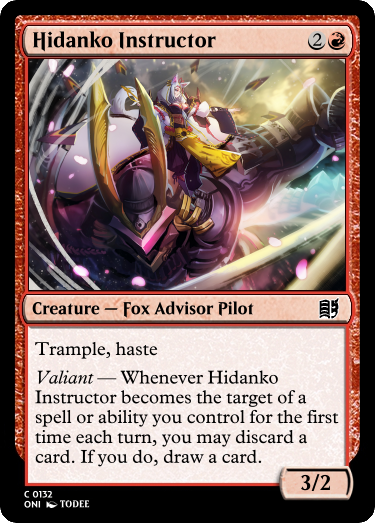 Hidanko Instructor 2
Creature — Fox Advisor Pilot
Trample, haste
Valiant — Whenever Hidanko
Instructor becomes the target of a
spell or ability you control for the first
time each turn, you may discard a
card. If you do, draw a card.
3/2
C 0132
ONI TODEE